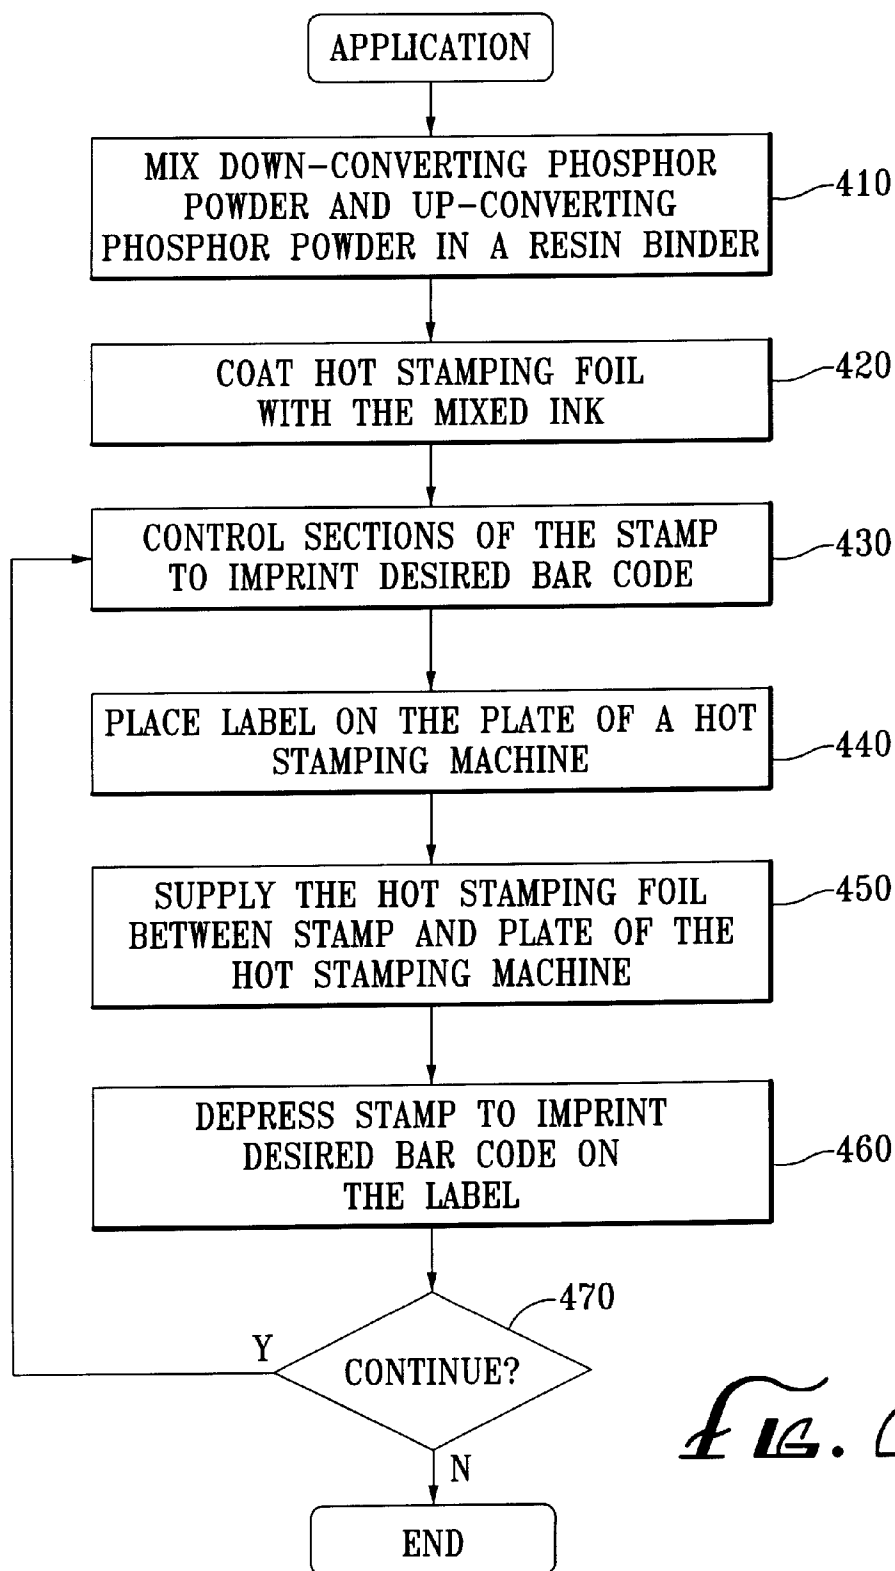 APPLICATION
MIX DOWN-CONVERTING PHOSPHOR
POWDER AND UP-CONVERTING
PHOSPHOR POWDER IN A RESIN BINDER
410
COAT HOT STAMPING FOIL
WITH THE MIXED INK
420
CONTROL SECTIONS OF THE STAMP
TO IMPRINT DESIRED BAR CODE
430
PLACE LABEL ON THE PLATE OF A HOT
STAMPING MACHINE
440
SUPPLY THE HOT STAMPING FOIL
BETWEEN STAMP AND PLATE OF THE
HOT STAMPING MACHINE
450
DEPRESS STAMP TO IMPRINT
DESIRED BAR CODE ON
THE LABEL
460
470
Y
CONTINUE?
N
FIG.
END